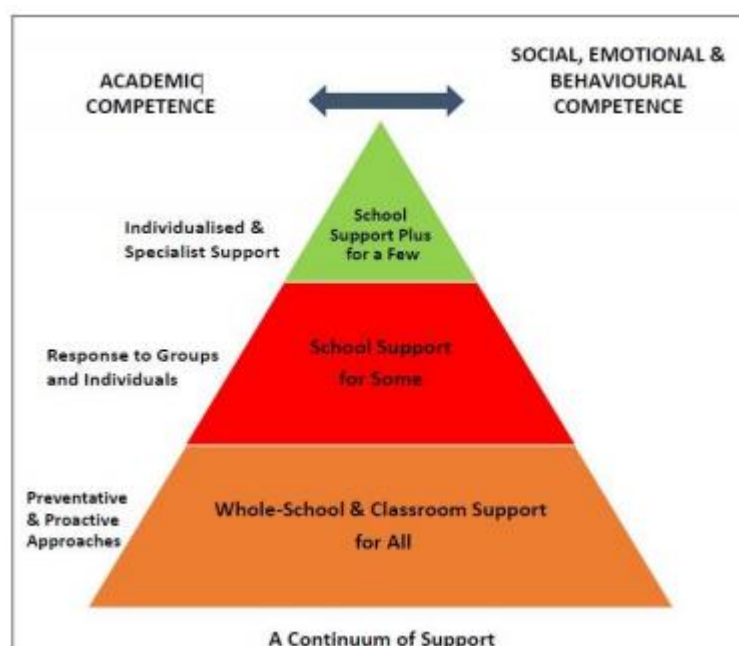 ACADEMIC
COMPETENCE
SOCIAL, EMOTIONAL &
BEHAVIOURAL
COMPETENCE
Individualised &
Specialist Support
School
Support Plus
for a Few
Response to Groups
and Individuals
School Support
for Some
Preventative
& Proactive
Approaches
Whole-School & Classroom Support
for All
A Continuum of Support